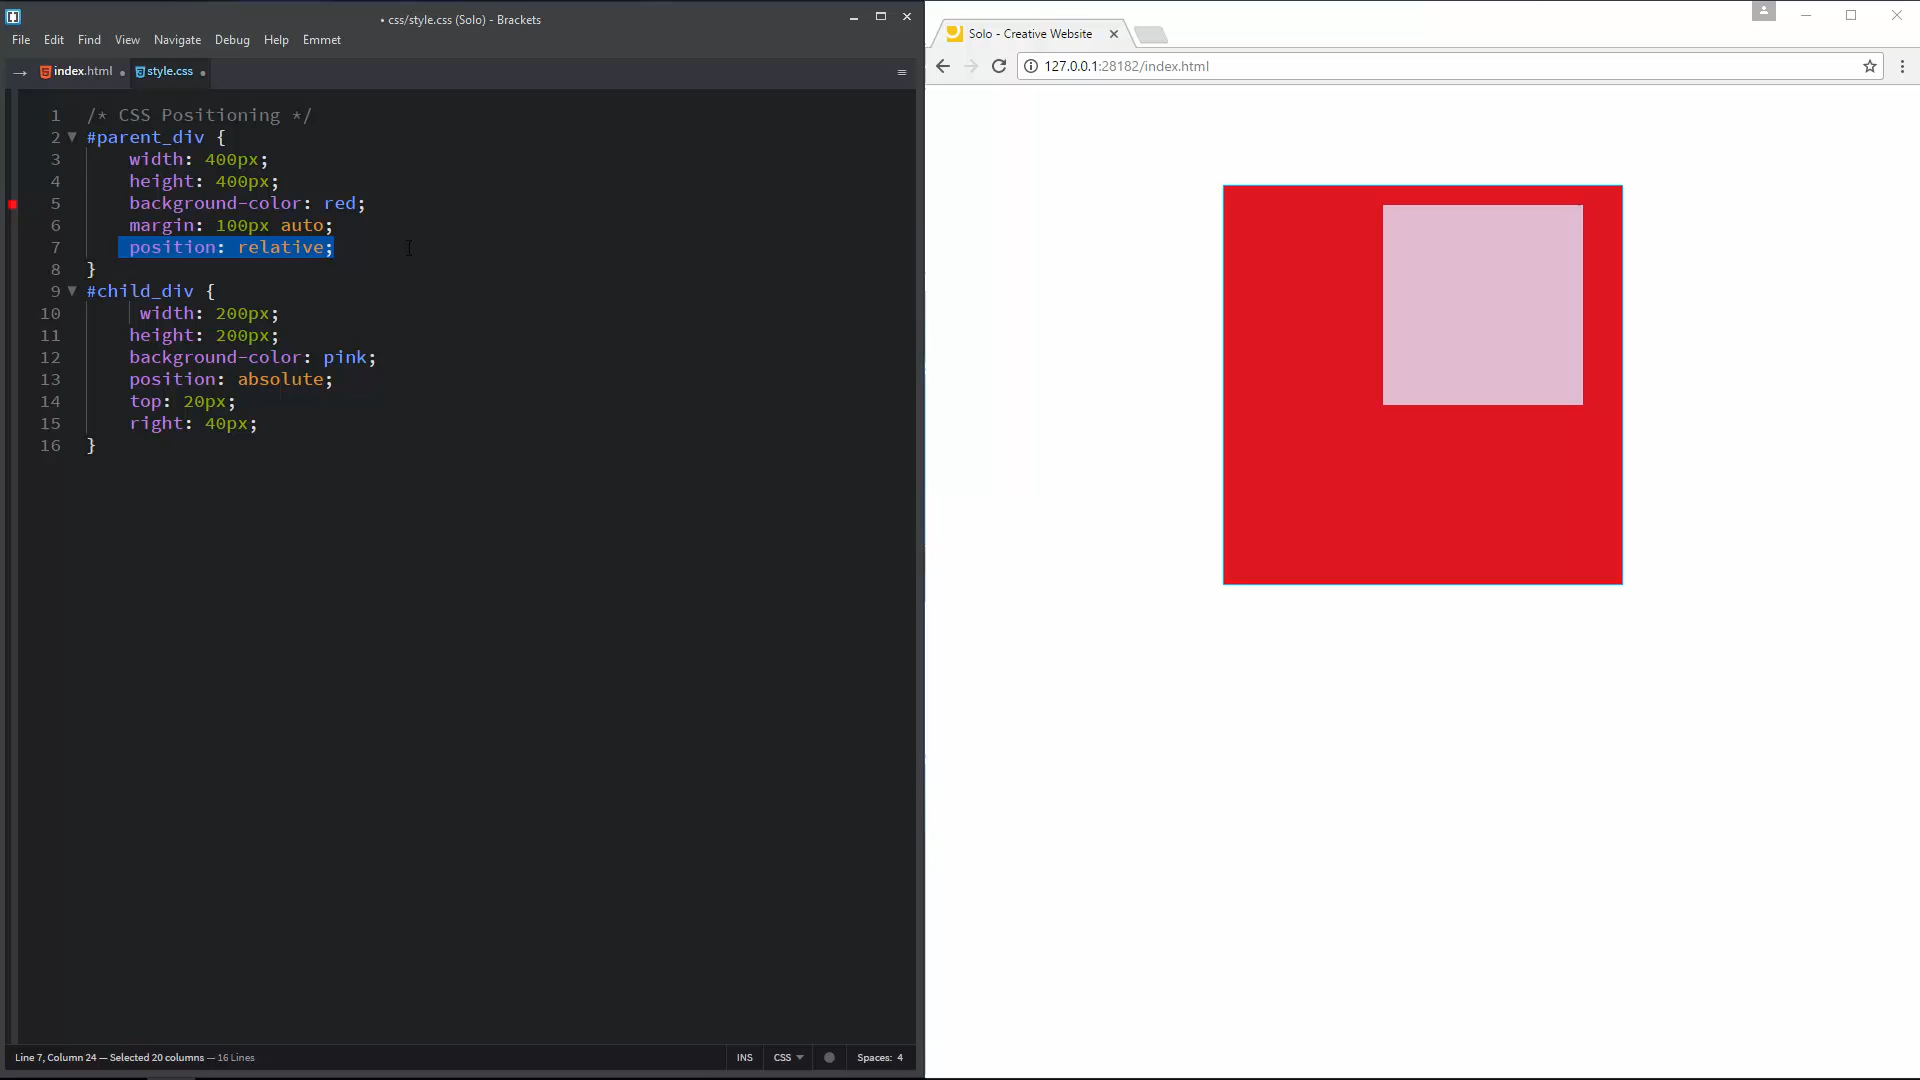 • css/style.css (Solo) - Brackets
File Edit Find View Navigate Debug Help Emmet
index.html • style.css •
1 /* CSS Positioning */
2 #parent_div {
3 width: 400px;
4 height: 400px;
5 background-color: red;
6 margin: 100px auto;
7 position: relative;
8 }
9 #child_div {
10 width: 200px;
11 height: 200px;
12 background-color: pink;
13 position: absolute;
14 top: 20px;
15 right: 40px;
16 }
Line 7, Column 24 — Selected 20 columns — 16 Lines
INS CSS Spaces: 4
Solo - Creative Website
127.0.0.1:28182/index.html